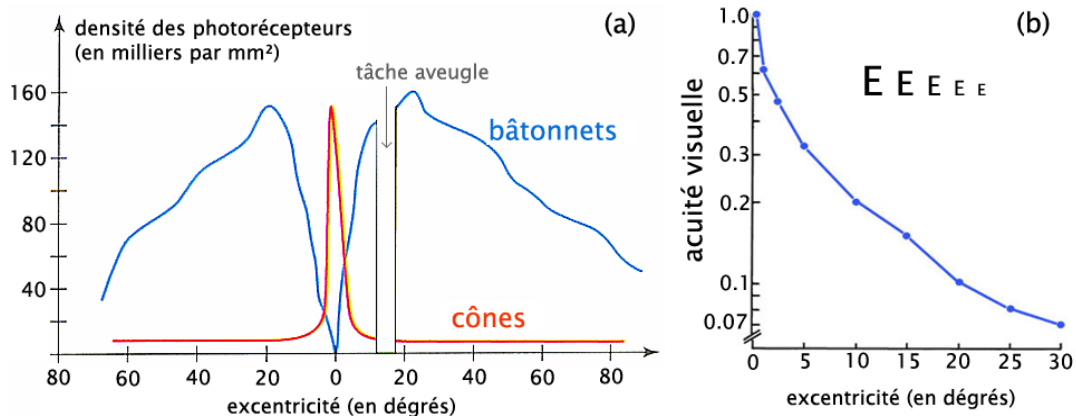 densité des photorécepteurs
(en milliers par mm²)
(a)
tâche aveugle
bâtonnets
cônes
160
120
80
40
80 60 40 20 0 20 40 60 80
excentricité (en dégrés)
(b)
E E E E E
acuité visuelle
1.0
0.7
0.5
0.3
0.2
0.1
0.07
0 5 10 15 20 25 30
excentricité (en dégrés)